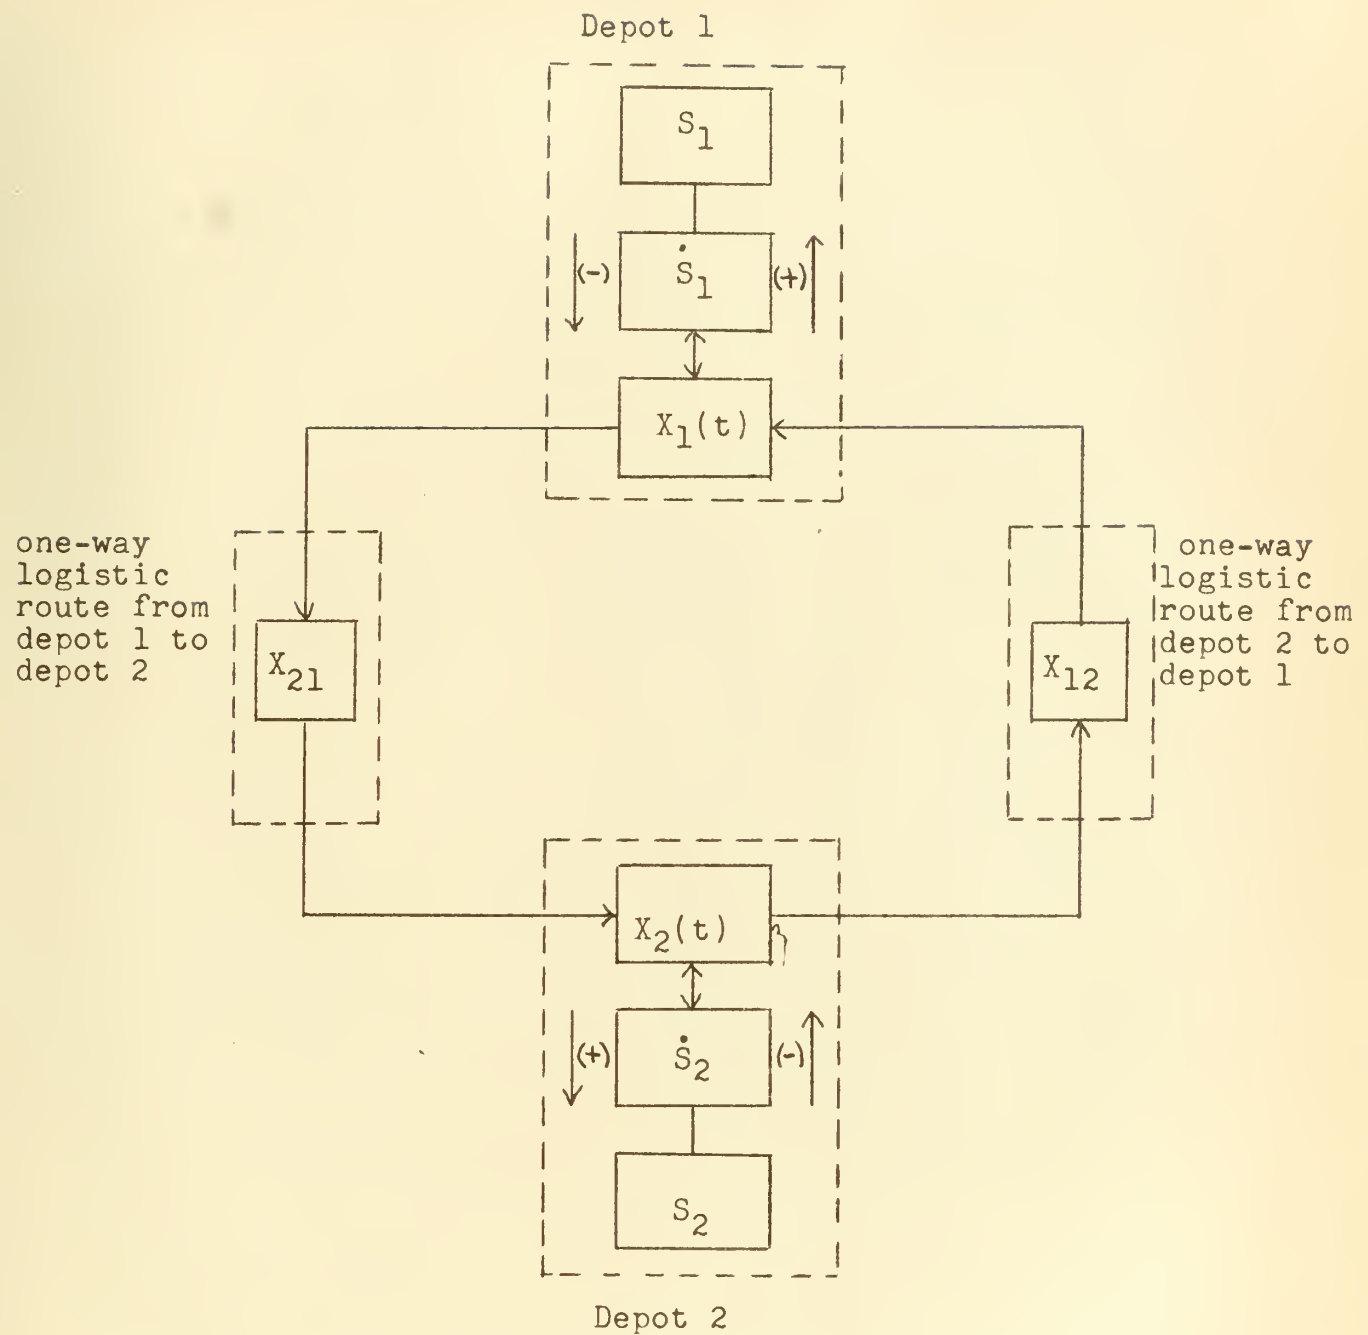 Depot 1
S₁
(-) Ṡ₁ (+)
X₁(t)
one-way
logistic
route from
depot 1 to
depot 2
X₂₁
one-way
logistic
route from
depot 2 to
depot 1
X₁₂
X₂(t)
(+) Ṡ₂ (-)
S₂
Depot 2